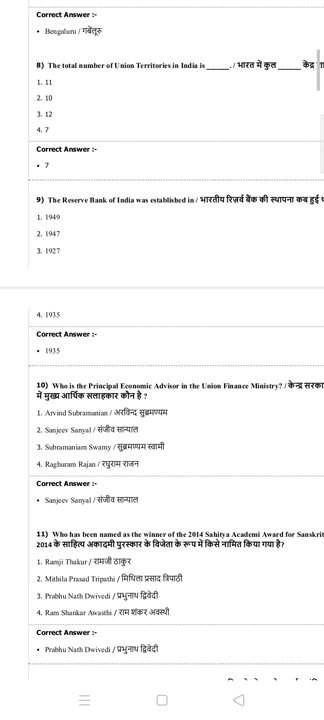 Correct Answer :-
• Bengaluru / गबेंलूरु
8) The total number of Union Territories in India is ______. / भारत में कुल ______ केंद्र
1. 11
2. 10
3. 12
4. 7
Correct Answer :-
• 7
9) The Reserve Bank of India was established in / भारतीय रिज़र्व बैंक की स्थापना कब हुई
1. 1949
2. 1947
3. 1927
4. 1935
Correct Answer :-
• 1935
10) Who is the Principal Economic Advisor in the Union Finance Ministry? / केन्द्र सरका
में मुख्य आर्थिक सलाहकार कौन है ?
1. Arvind Subramanian / अरविन्द सुब्रमण्यम
2. Sanjeev Sanyal / संजीव सान्याल
3. Subramaniam Swamy / सुब्रमण्यम स्वामी
4. Raghuram Rajan / रघुराम राजन
Correct Answer :-
• Sanjeev Sanyal / संजीव सान्याल
11) Who has been named as the winner of the 2014 Sahitya Academi Award for Sanskrit
2014 के साहित्य अकादमी पुरस्कार के विजेता के रूप में किसे नामित किया गया है?
1. Ramji Thakur / रामजी ठाकुर
2. Mithila Prasad Tripathi / मिथिला प्रसाद त्रिपाठी
3. Prabhu Nath Dwivedi / प्रभुनाथ द्विवेदी
4. Ram Shankar Awasthi / राम शंकर अवस्थी
Correct Answer :-
• Prabhu Nath Dwivedi / प्रभुनाथ द्विवेदी